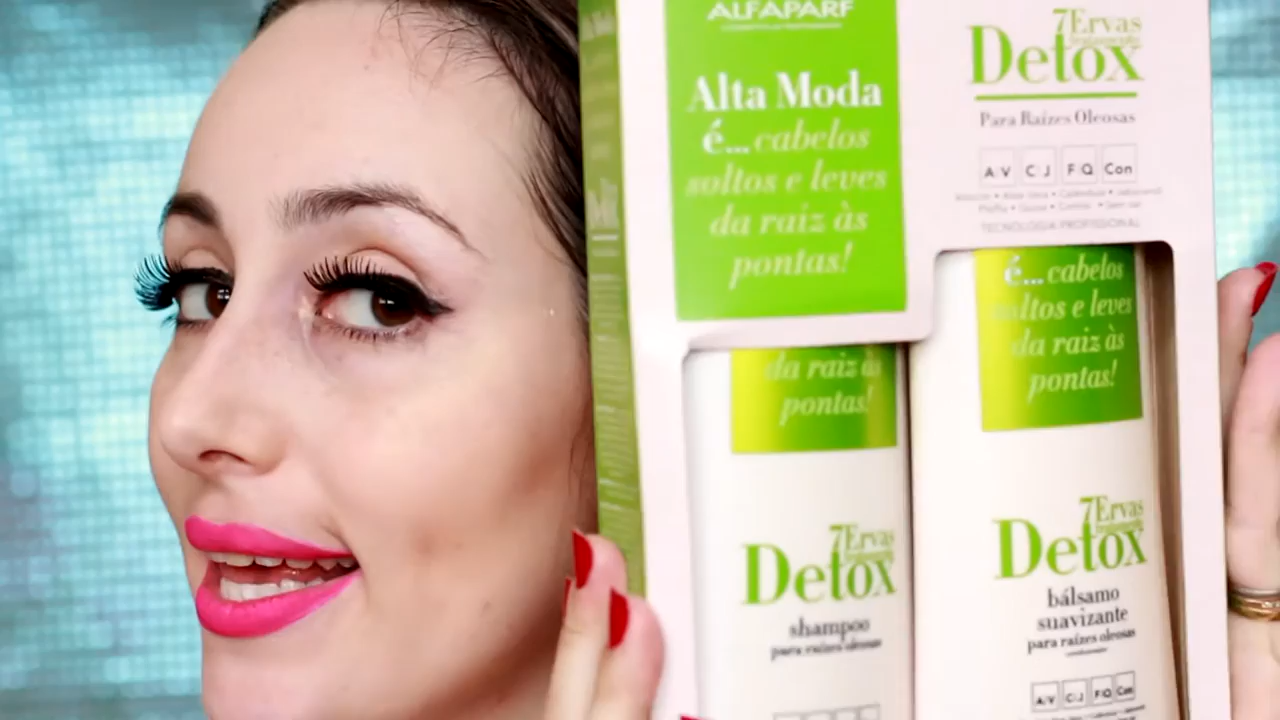 ALFAPARF
Alta Moda
é...cabelos
soltos e leves
da raiz às
pontas!
7Ervas
Detox
Para Raízes Oleosas
A·V C·J F·Q Con
TECNOLOGIA PROFISSIONAL
da raiz às
pontas!
7Ervas
Detox
shampoo
para raízes oleosas
é...cabelos
soltos e leves
da raiz às
pontas!
7Ervas
Detox
bálsamo
suavizante
para raízes oleosas
A·V C·J F·Q Con